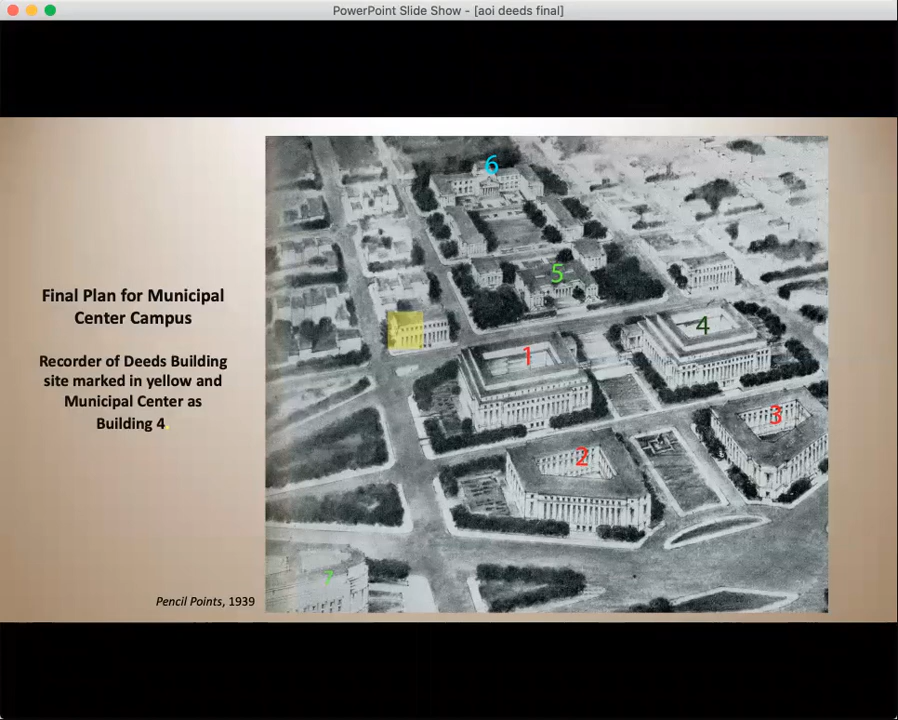 PowerPoint Slide Show - [aoi deeds final]
6
5
4
1
3
2
7
Final Plan for Municipal
Center Campus
Recorder of Deeds Building
site marked in yellow and
Municipal Center as
Building 4.
Pencil Points, 1939